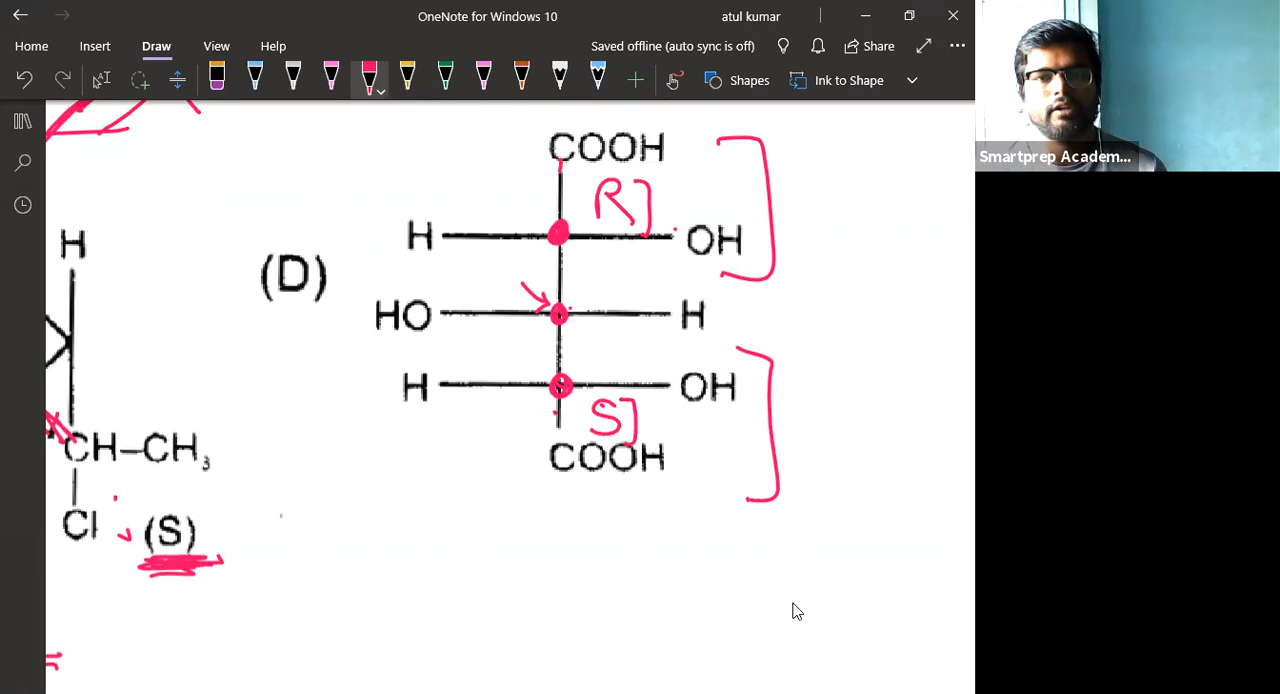 OneNote for Windows 10
atul kumar
Home Insert Draw View Help
Saved offline (auto sync is off)
Share
Shapes
Ink to Shape
Smartprep Academ...
COOH
R
H
H OH
(D)
HO H
H OH
S
CH–CH₃
COOH
Cl
(S)